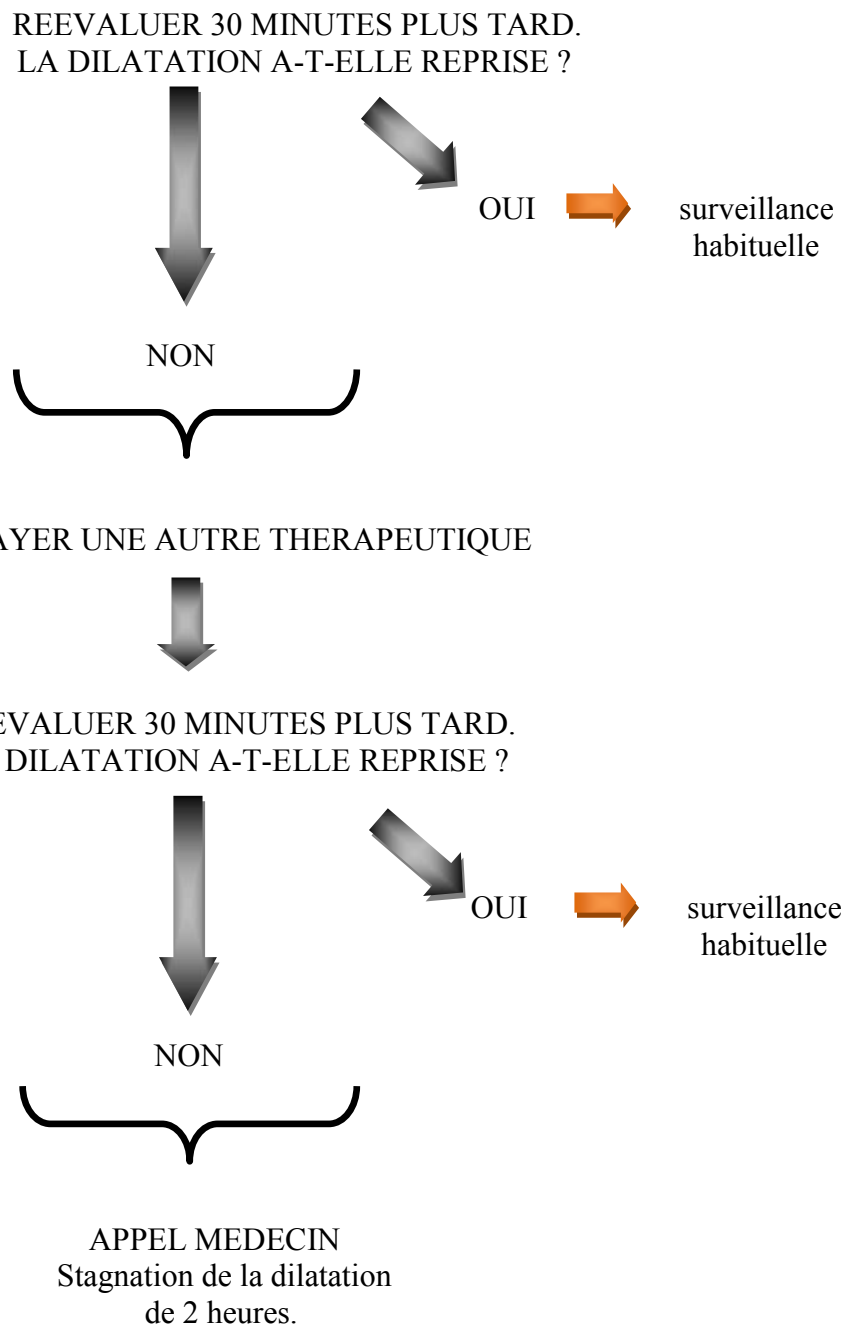 REEVALUER 30 MINUTES PLUS TARD.
LA DILATATION A-T-ELLE REPRISE ?
OUI
surveillance
habituelle
NON
AYER UNE AUTRE THERAPEUTIQUE
EVALUER 30 MINUTES PLUS TARD.
DILATATION A-T-ELLE REPRISE ?
OUI
surveillance
habituelle
NON
APPEL MEDECIN
Stagnation de la dilatation
de 2 heures.